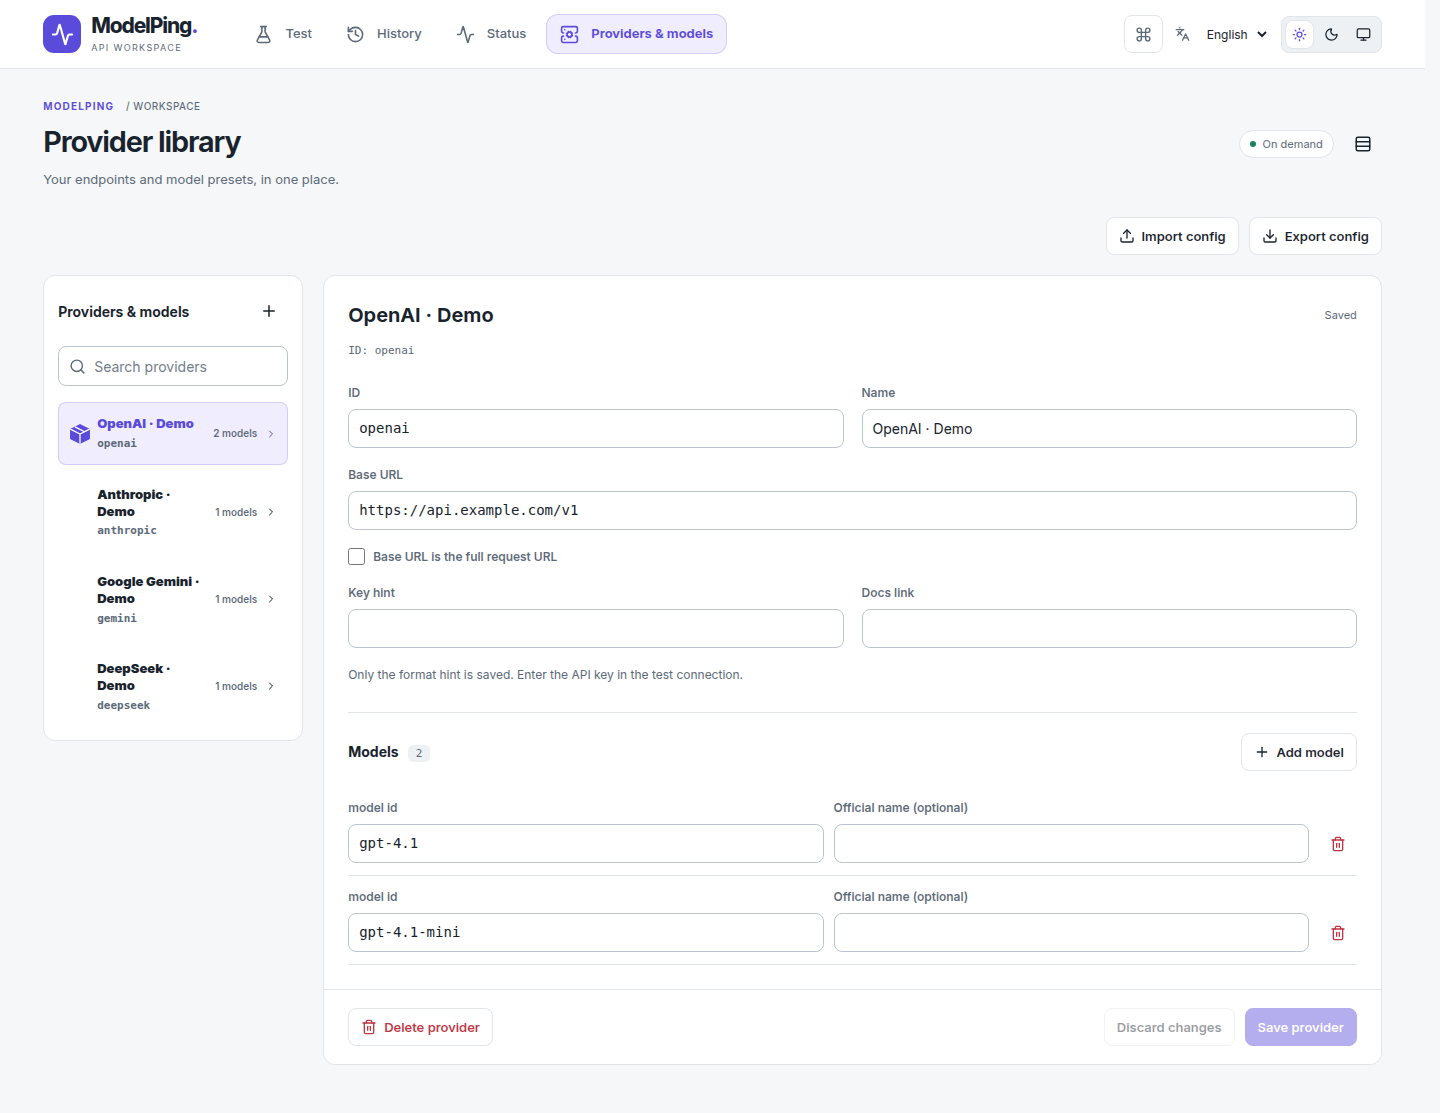 ModelPing.
API WORKSPACE
Test
History
Status
Providers & models
English
MODELPING / WORKSPACE
Provider library
Your endpoints and model presets, in one place.
On demand
Import config
Export config
Providers & models
Search providers
OpenAI · Demo
openai
2 models
Anthropic ·
Demo
anthropic
1 models
Google Gemini ·
Demo
gemini
1 models
DeepSeek ·
Demo
deepseek
1 models
OpenAI · Demo
Saved
ID: openai
ID
Name
openai
OpenAI · Demo
Base URL
https://api.example.com/v1
Base URL is the full request URL
Key hint
Docs link
Only the format hint is saved. Enter the API key in the test connection.
Models 2
Add model
model id
Official name (optional)
gpt-4.1
model id
Official name (optional)
gpt-4.1-mini
Delete provider
Discard changes
Save provider